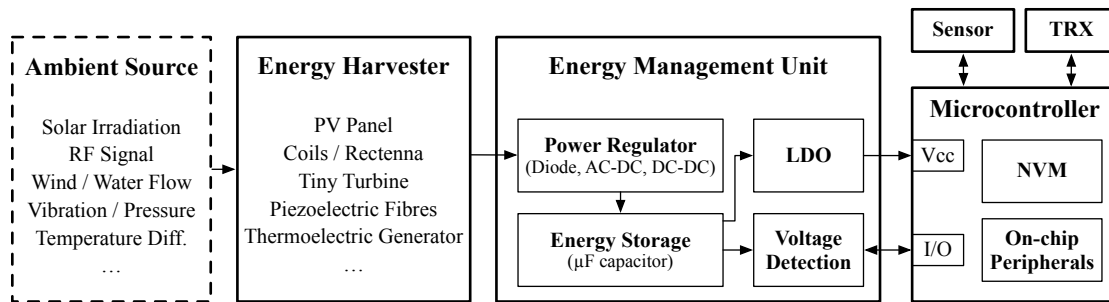 Ambient Source
Solar Irradiation
RF Signal
Wind / Water Flow
Vibration / Pressure
Temperature Diff.
…
Energy Harvester
PV Panel
Coils / Rectenna
Tiny Turbine
Piezoelectric Fibres
Thermoelectric Generator
…
Energy Management Unit
Power Regulator
(Diode, AC-DC, DC-DC)
Energy Storage
(µF capacitor)
LDO
Voltage
Detection
Sensor
TRX
Microcontroller
Vcc
NVM
I/O
On-chip
Peripherals